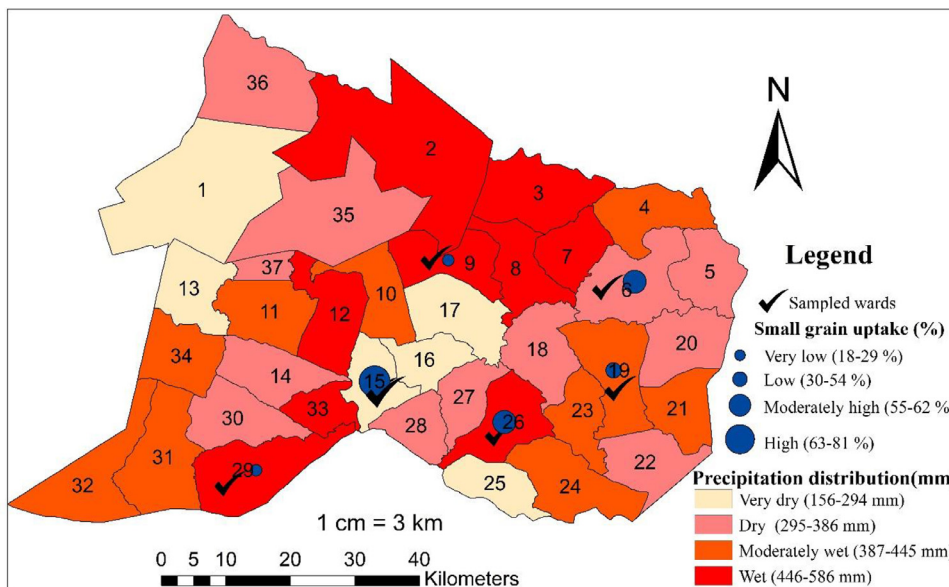 36
N
2
3
1
4
35
7
5
37
9
8
6
13
10
17
11
12
18
20
34
16
19
14
15
27
30
33
28
26
23
21
29
31
22
32
25
24
Legend
Sampled wards
Small grain uptake (%)
Very low (18-29 %)
Low (30-54 %)
Moderately high (55-62 %
High (63-81 %)
Precipitation distribution(mm
Very dry (156-294 mm)
Dry (295-386 mm)
Moderately wet (387-445 mm)
Wet (446-586 mm)
1 cm = 3 km
0 5 10 20 30 40
Kilometers